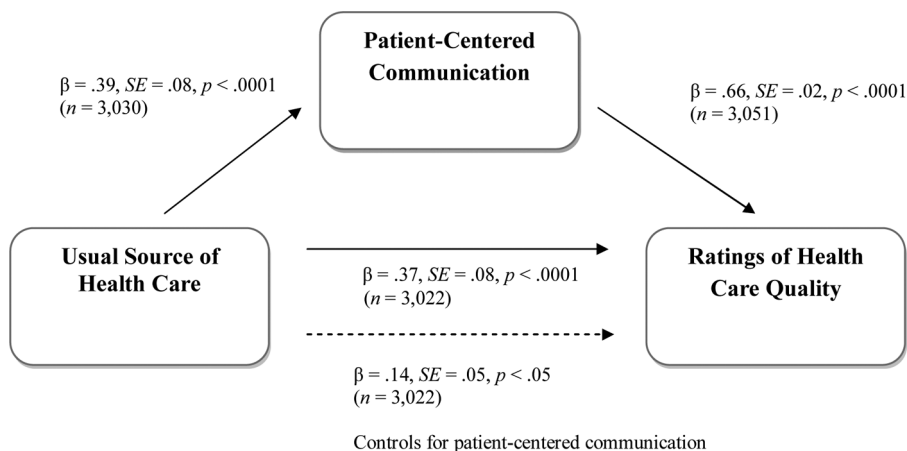 Patient-Centered
Communication
β = .39, SE = .08, p < .0001
(n = 3,030)
β = .66, SE = .02, p < .0001
(n = 3,051)
Usual Source of
Health Care
Ratings of Health
Care Quality
β = .37, SE = .08, p < .0001
(n = 3,022)
β = .14, SE = .05, p < .05
(n = 3,022)
Controls for patient-centered communication